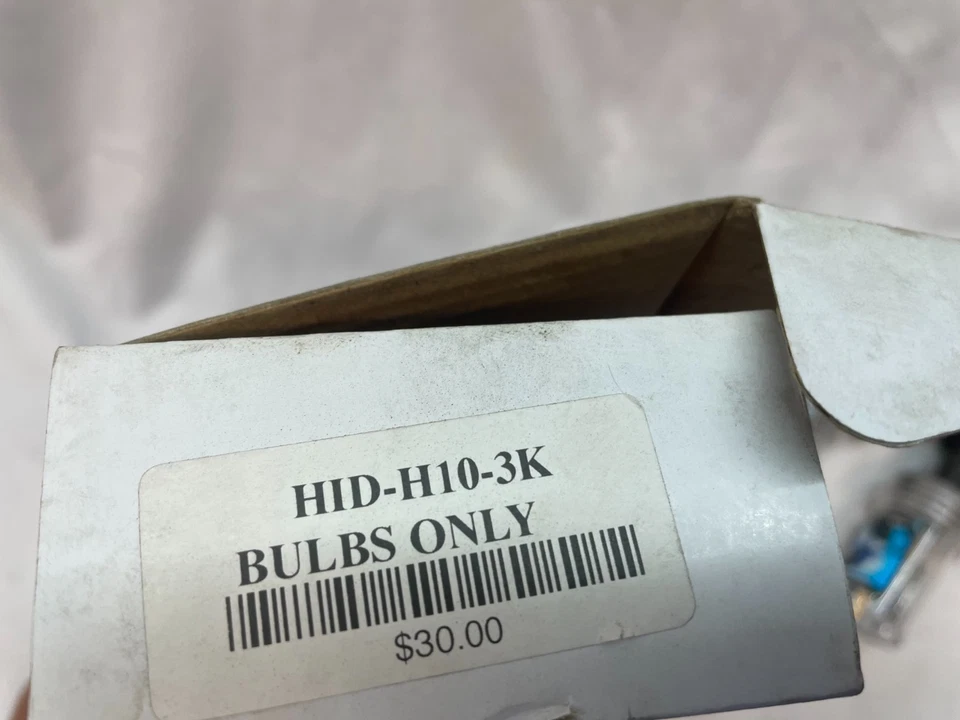 HID-H10-3K
BULBS ONLY
$30.00